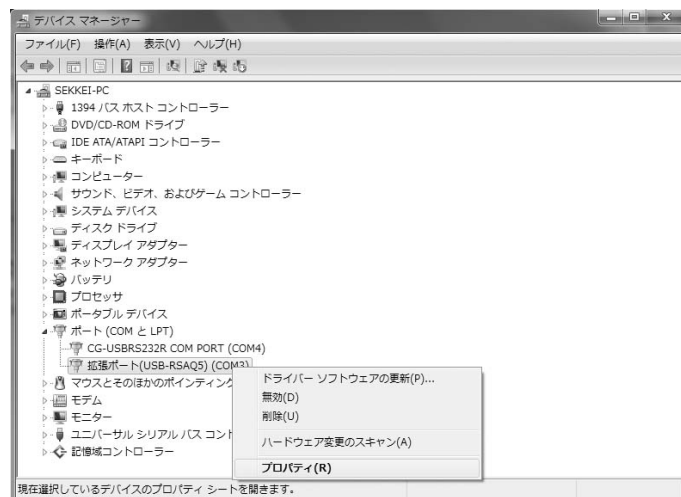 デバイス マネージャー
ファイル(F) 操作(A) 表示(V) ヘルプ(H)
SEKKEI-PC
1394 バス ホスト コントローラー
DVD/CD-ROM ドライブ
IDE ATA/ATAPI コントローラー
キーボード
コンピューター
サウンド、ビデオ、およびゲーム コントローラー
システム デバイス
ディスク ドライブ
ディスプレイ アダプター
ネットワーク アダプター
バッテリ
プロセッサ
ポータブル デバイス
ポート (COM と LPT)
CG-USBRS232R COM PORT (COM4)
拡張ポート(USB-RSAQ5) (COM3)
マウスとそのほかのポインティング
モデム
モニター
ユニバーサル シリアル バス コント
記憶域コントローラー
ドライバー ソフトウェアの更新(P)...
無効(D)
削除(U)
ハードウェア変更のスキャン(A)
プロパティ(R)
現在選択しているデバイスのプロパティ シートを開きます。